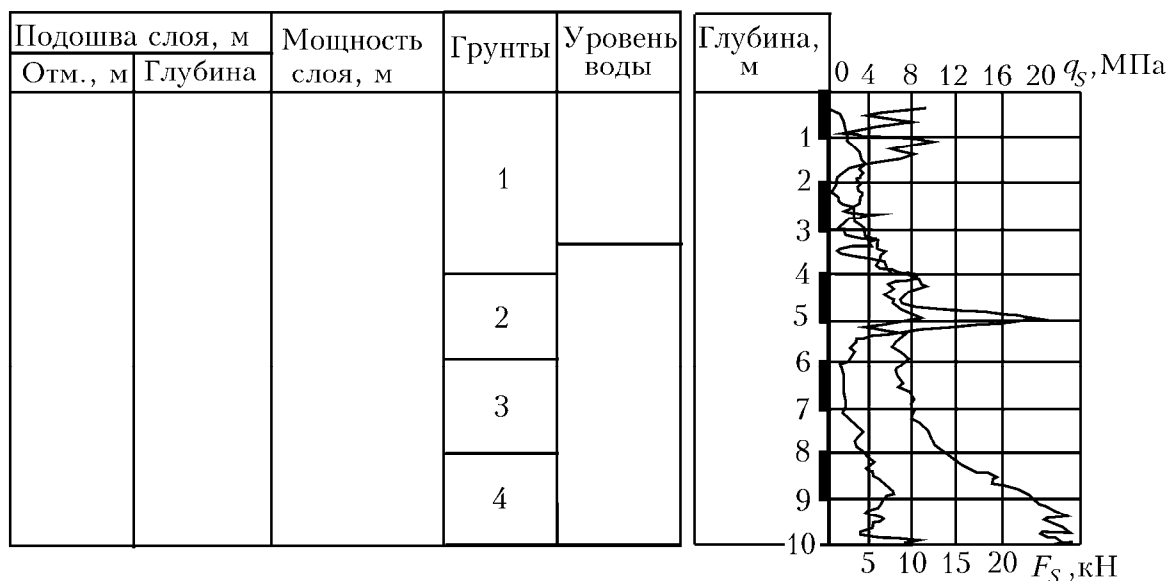 Подошва слоя, м
Отм., м Глубина
Мощность
слоя, м
Грунты
Уровень
воды
Глубина,
м
0 4 8 12 16 20 qS, МПа
1
2
3
4
1
2
3
4
5
6
7
8
9
10
5 10 15 20 FS, кН